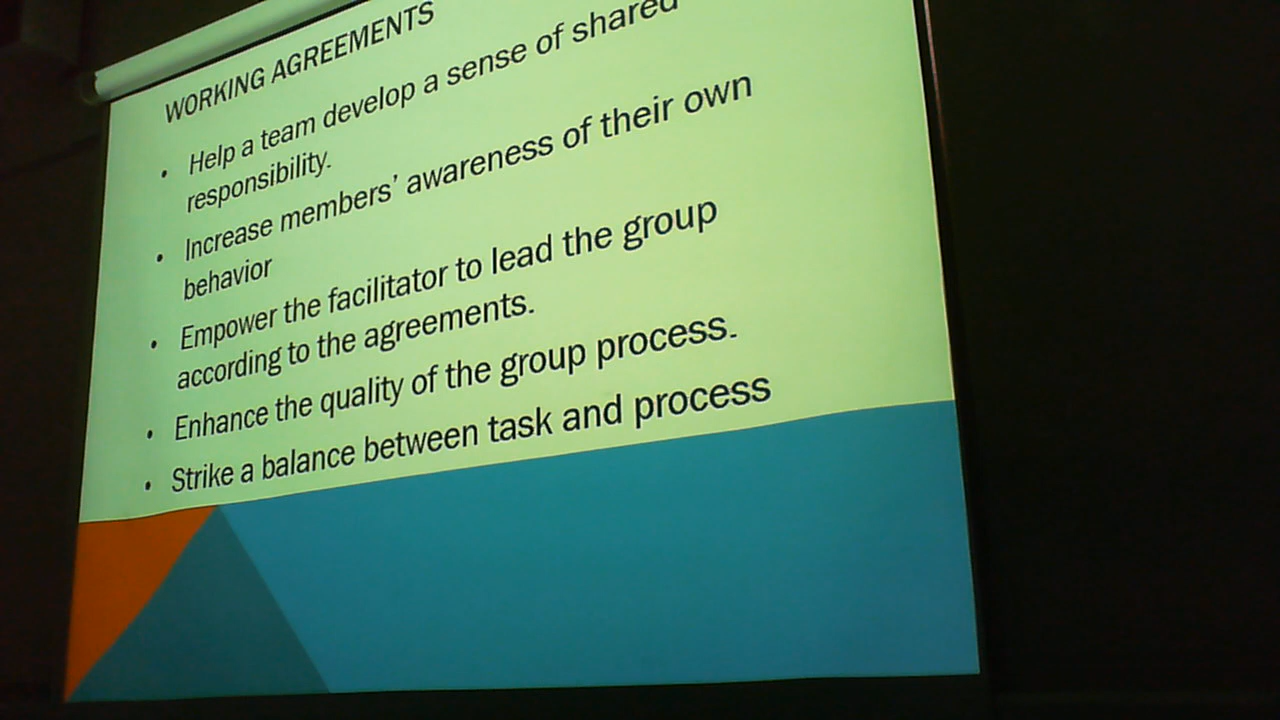 WORKING AGREEMENTS
• Help a team develop a sense of shared
responsibility.
• Increase members' awareness of their own
behavior
• Empower the facilitator to lead the group
according to the agreements.
• Enhance the quality of the group process.
• Strike a balance between task and process